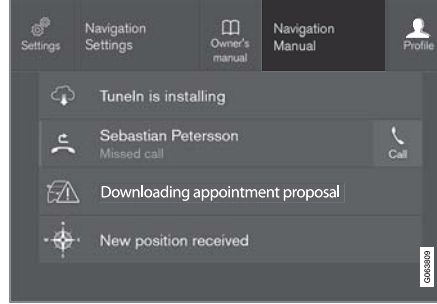 Settings
Navigation
Settings
Owner's
manual
Navigation
Manual
Profile
TuneIn is installing
Sebastian Petersson
Missed call
Call
Downloading appointment proposal
New position received
G063809